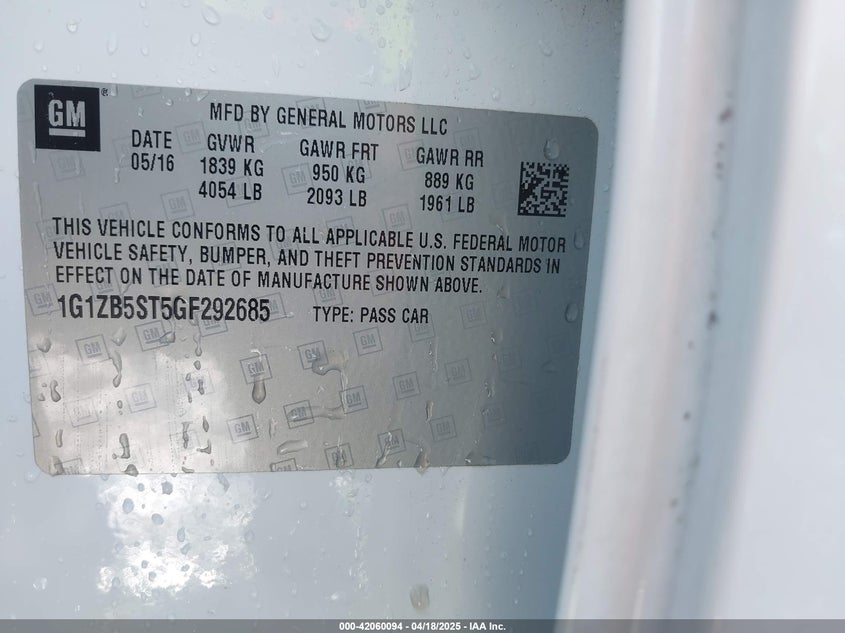 GM ®
MFD BY GENERAL MOTORS LLC
DATE GVWR GAWR FRT GAWR RR
05/16 1839 KG 950 KG 889 KG
4054 LB 2093 LB 1961 LB
THIS VEHICLE CONFORMS TO ALL APPLICABLE U.S. FEDERAL MOTOR
VEHICLE SAFETY, BUMPER, AND THEFT PREVENTION STANDARDS IN
EFFECT ON THE DATE OF MANUFACTURE SHOWN ABOVE.
1G1ZB5ST5GF292685 TYPE: PASS CAR
000-42060094 - 04/18/2025 - IAA Inc.